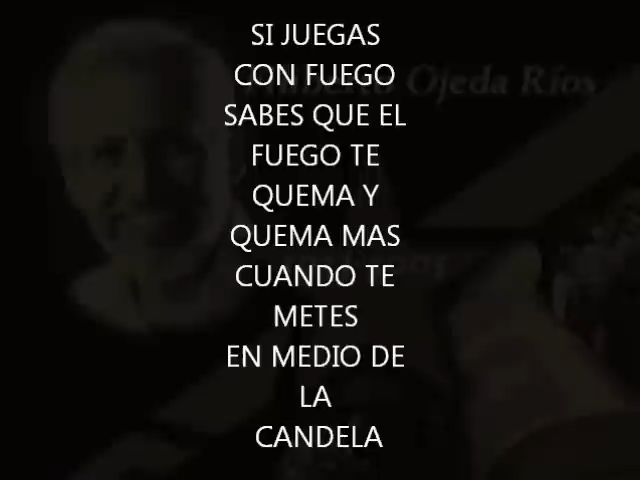 SI JUEGAS
CON FUEGO
Ojeda Ríos
SABES QUE EL
FUEGO TE
QUEMA Y
QUEMA MAS
CUANDO TE
METES
EN MEDIO DE
LA
CANDELA